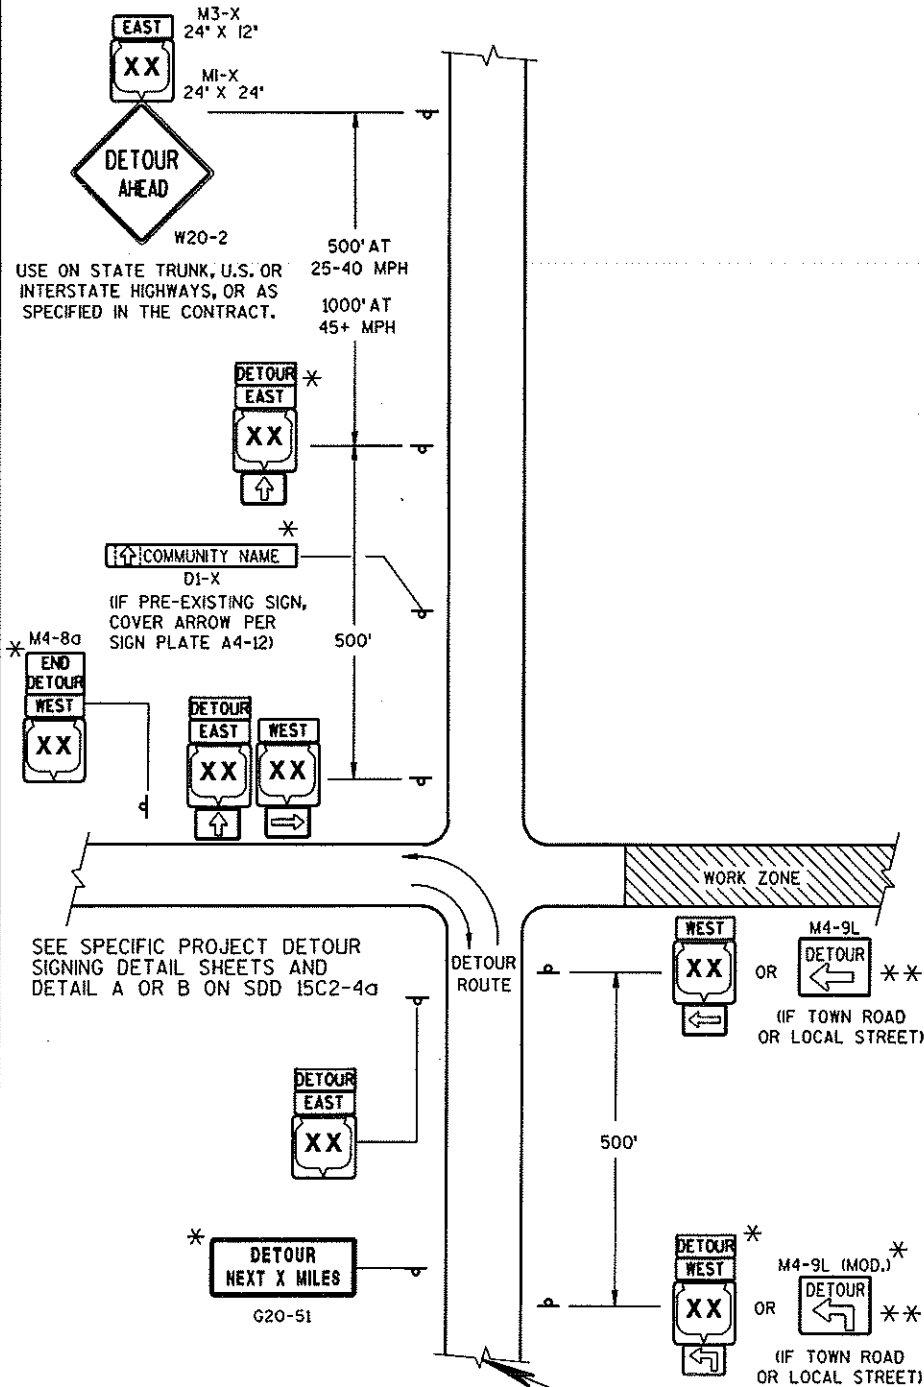 M3-X
24" X 12"
EAST
XX
M1-X
24" X 24"
DETOUR
AHEAD
W20-2
USE ON STATE TRUNK, U.S. OR
INTERSTATE HIGHWAYS, OR AS
SPECIFIED IN THE CONTRACT.
500' AT
25-40 MPH
1000' AT
45+ MPH
DETOUR *
EAST
XX
*
COMMUNITY NAME
D1-X
(IF PRE-EXISTING SIGN,
COVER ARROW PER
SIGN PLATE A4-12)
500'
* M4-8a
END
DETOUR
WEST
XX
DETOUR
EAST
XX
WEST
XX
WORK ZONE
SEE SPECIFIC PROJECT DETOUR
SIGNING DETAIL SHEETS AND
DETAIL A OR B ON SDD 15C2-4a
DETOUR
ROUTE
WEST
XX
OR
M4-9L
DETOUR
**
(IF TOWN ROAD
OR LOCAL STREET)
DETOUR
EAST
XX
500'
*
DETOUR
NEXT X MILES
G20-51
DETOUR *
WEST
XX
OR
M4-9L (MOD.) *
DETOUR
**
(IF TOWN ROAD
OR LOCAL STREET)